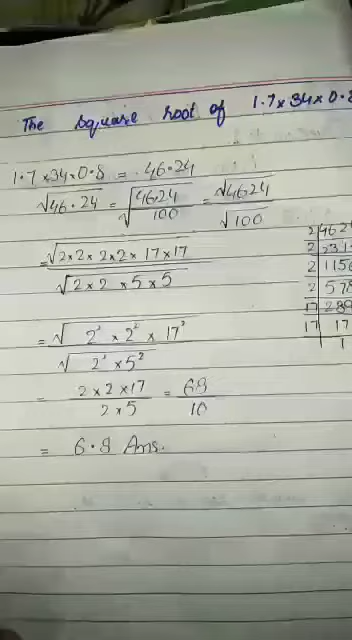 The square root of 1.7×34×0.8
1.7×34×0.8 = 46.24
√46.24 = √(4624/100) = √4624/√100
= √2×2×2×2×17×17 / √2×2×5×5
2|4624
2|2312
2|1156
2|578
17|289
17|17
1
= √2²×2²×17² / √2²×5²
= 2×2×17 / 2×5 = 68/10
= 6.8 Ans.